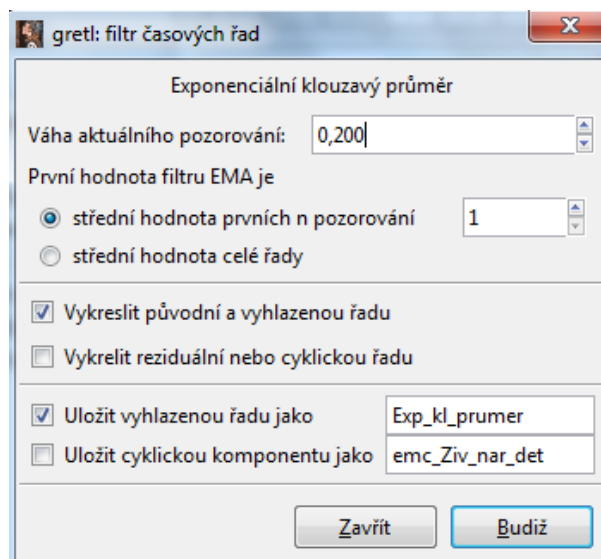 gretl: filtr časových řad
Exponenciální klouzavý průměr
Váha aktuálního pozorování: 0,200
První hodnota filtru EMA je
střední hodnota prvních n pozorování 1
střední hodnota celé řady
Vykreslit původní a vyhlazenou řadu
Vykrelit reziduální nebo cyklickou řadu
Uložit vyhlazenou řadu jako Exp_kl_prumer
Uložit cyklickou komponentu jako emc_Ziv_nar_det
Zavřít Budiž